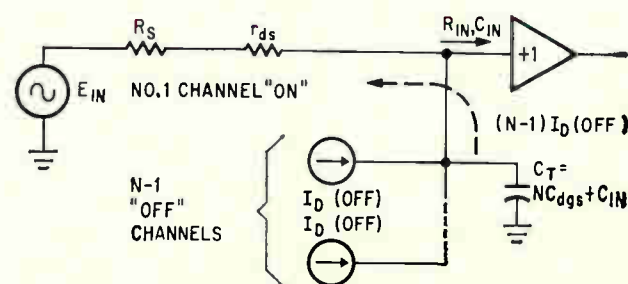 R_S
r_ds
R_IN, C_IN
+1
E_IN
NO.1 CHANNEL "ON"
(N-1) I_D (OFF)
N-1
"OFF"
CHANNELS
I_D (OFF)
I_D (OFF)
C_T =
NC_dgs + C_IN